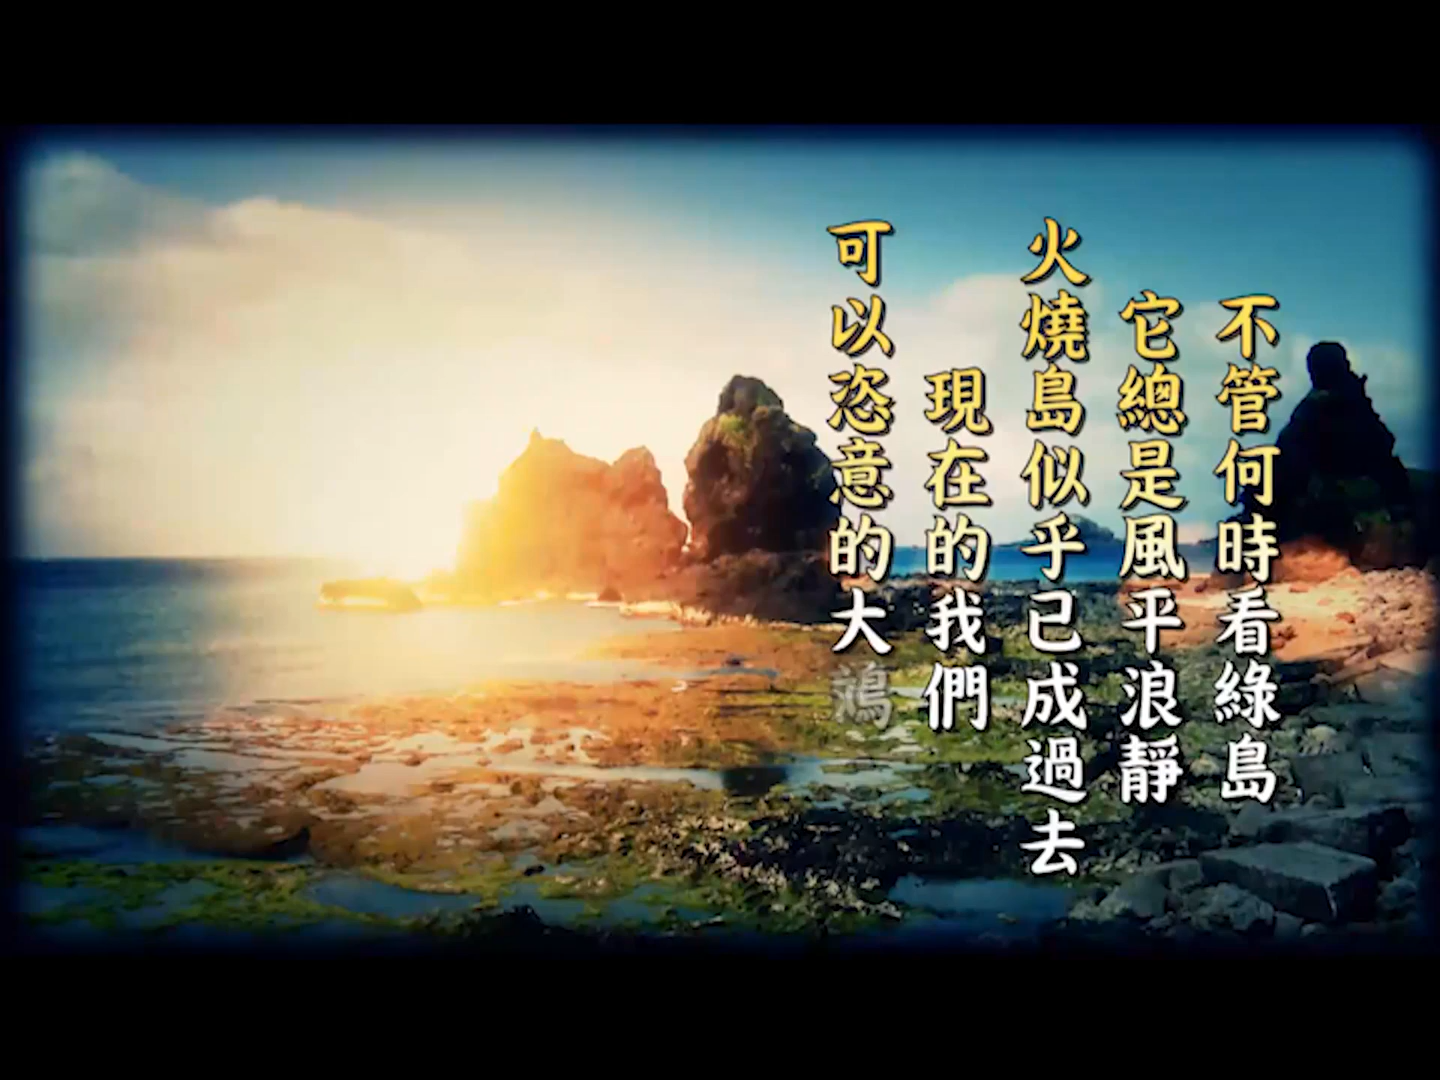 不管何時看綠島
它總是風平浪靜
火燒島似乎已成過去
現在的我們
可以恣意的大